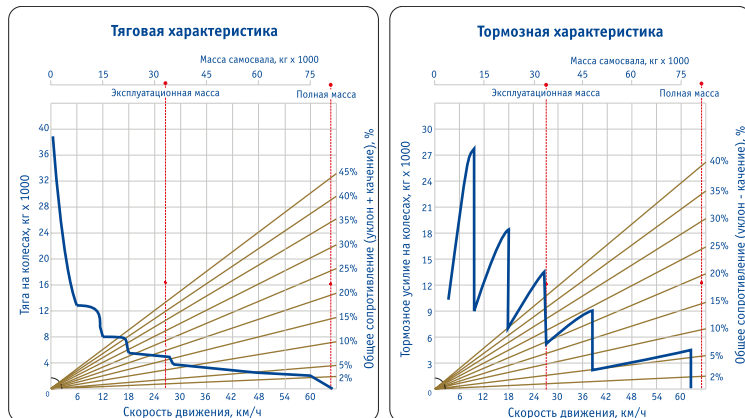 Тяговая характеристика
Масса самосвала, кг x 1000
0 15 30 45 60 75
Эксплуатационная масса
Полная масса
Тяга на колесах, кг x 1000
40
36
32
28
24
20
16
12
8
4
0
45%
40%
35%
30%
25%
20%
15%
10%
5%
2%
Общее сопротивление (уклон + качение), %
6 12 18 24 30 36 42 48 54 60
Скорость движения, км/ч
Тормозная характеристика
Масса самосвала, кг x 1000
0 15 30 45 60 75
Эксплуатационная масса
Полная масса
Тормозное усилие на колесах, кг x 1000
30
27
24
21
18
15
12
9
6
3
0
40%
35%
30%
25%
20%
15%
10%
5%
2%
Общее сопротивление (уклон - качение), %
6 12 18 24 30 36 42 48 54 60
Скорость движения, км/ч